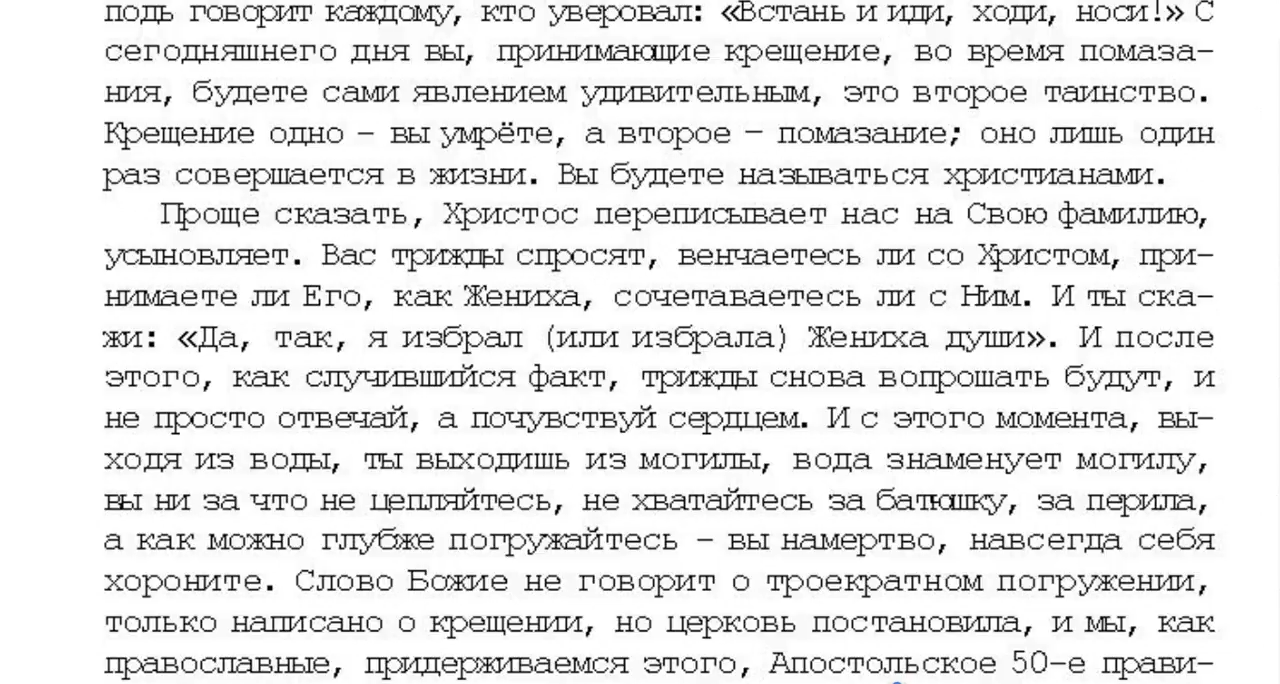 подь говорит каждому, кто уверовал: «Встань и иди, ходи, носи!» С
сегодняшнего дня вы, принимающие крещение, во время помаза-
ния, будете сами явлением удивительным, это второе таинство.
Крещение одно – вы умрёте, а второе – помазание; оно лишь один
раз совершается в жизни. Вы будете называться христианами.
Проще сказать, Христос переписывает нас на Свою фамилию,
усыновляет. Вас трижды спросят, венчаетесь ли со Христом, при-
нимаете ли Его, как Жениха, сочетаваетесь ли с Ним. И ты ска-
жи: «Да, так, я избрал (или избрала) Жениха души». И после
этого, как случившийся факт, трижды снова вопрошать будут, и
не просто отвечай, а почувствуй сердцем. И с этого момента, вы-
ходя из воды, ты выходишь из могилы, вода знаменует могилу,
вы ни за что не цепляйтесь, не хватайтесь за батюшку, за перила,
а как можно глубже погружайтесь – вы намертво, навсегда себя
хороните. Слово Божие не говорит о троекратном погружении,
только написано о крещении, но церковь постановила, и мы, как
православные, придерживаемся этого, Апостольское 50-е прави-